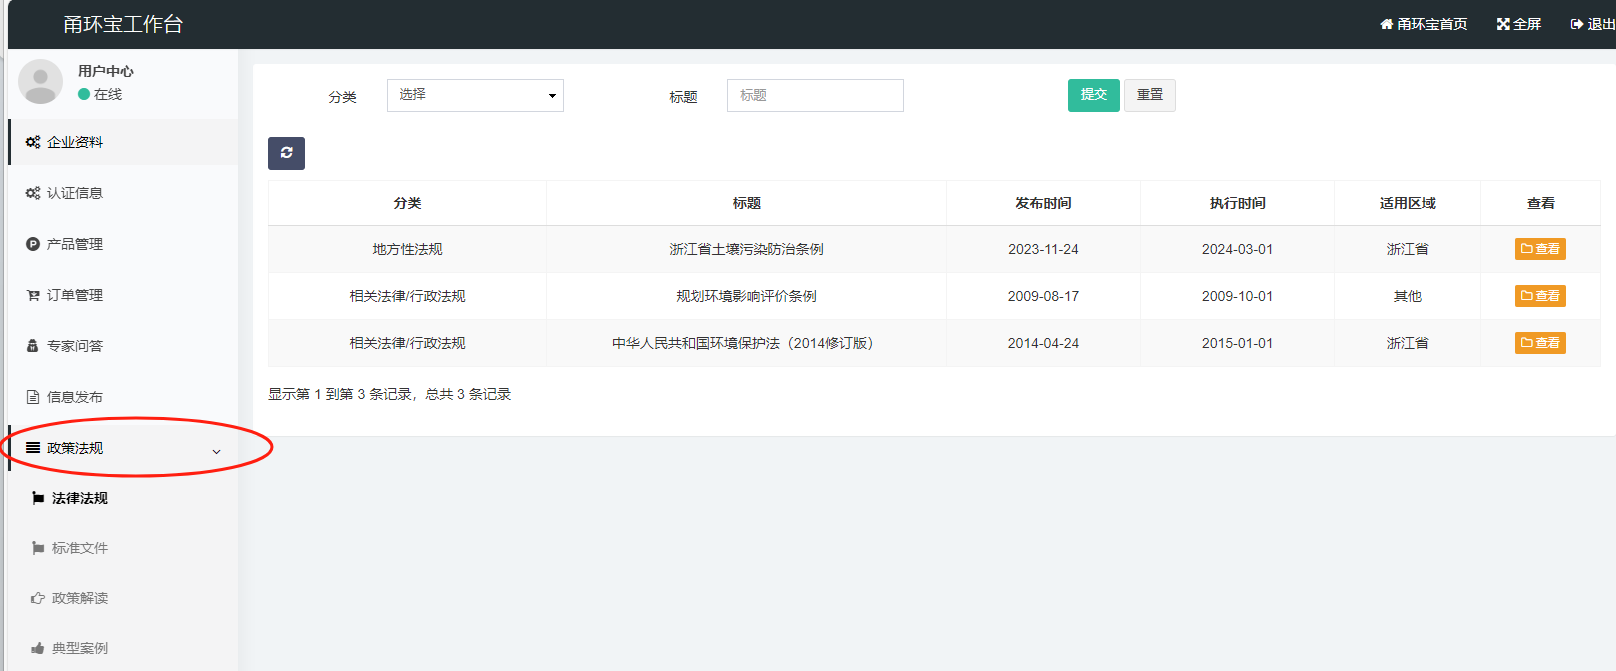 甬环宝工作台
甬环宝首页 全屏 退出
用户中心
在线
企业资料
认证信息
产品管理
订单管理
专家问答
信息发布
政策法规
法律法规
标准文件
政策解读
典型案例
分类 选择 标题 标题 提交 重置
分类 标题 发布时间 执行时间 适用区域 查看
地方性法规 浙江省土壤污染防治条例 2023-11-24 2024-03-01 浙江省 查看
相关法律/行政法规 规划环境影响评价条例 2009-08-17 2009-10-01 其他 查看
相关法律/行政法规 中华人民共和国环境保护法（2014修订版） 2014-04-24 2015-01-01 浙江省 查看
显示第 1 到第 3 条记录，总共 3 条记录